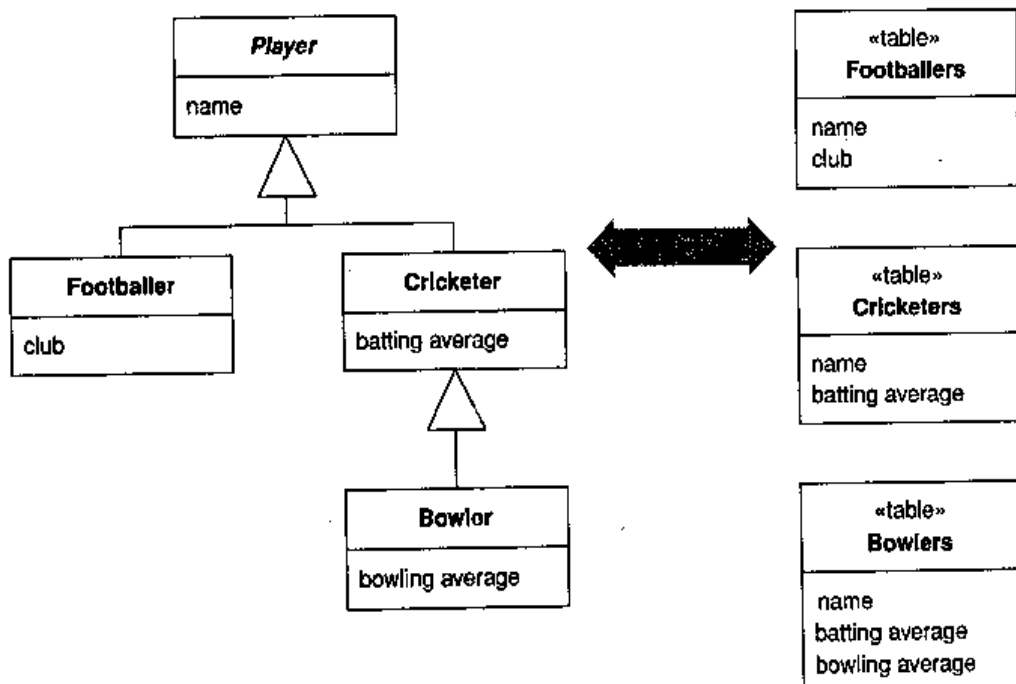 Player
name
Footballer
club
Cricketer
batting average
Bowlor
bowling average
«table»
Footballers
name
club
«table»
Cricketers
name
batting average
«table»
Bowlers
name
batting average
bowling average